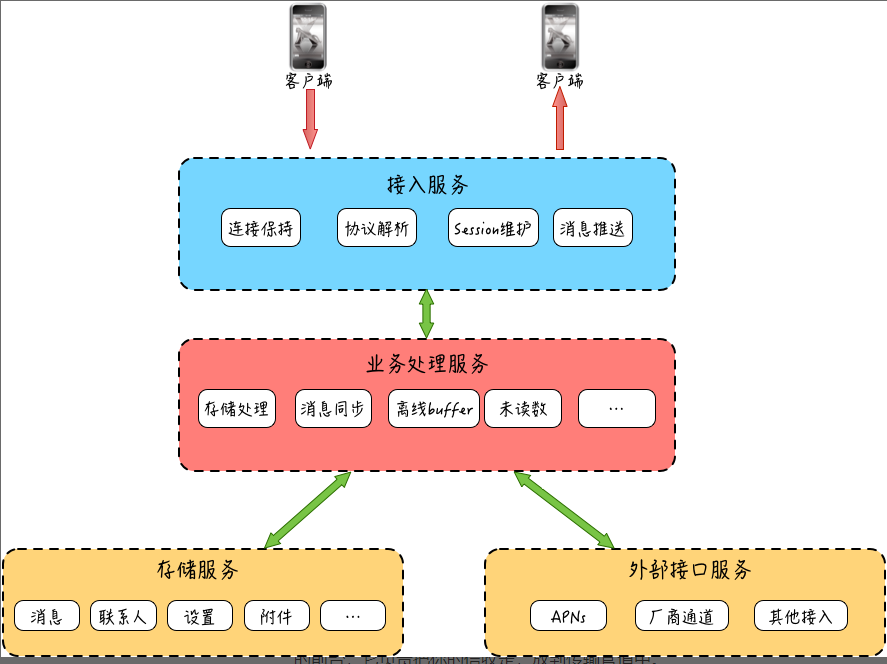 客户端
客户端
接入服务
连接保持
协议解析
Session维护
消息推送
业务处理服务
存储处理
消息同步
离线buffer
未读数
...
存储服务
消息
联系人
设置
附件
...
外部接口服务
APNs
厂商通道
其他接入